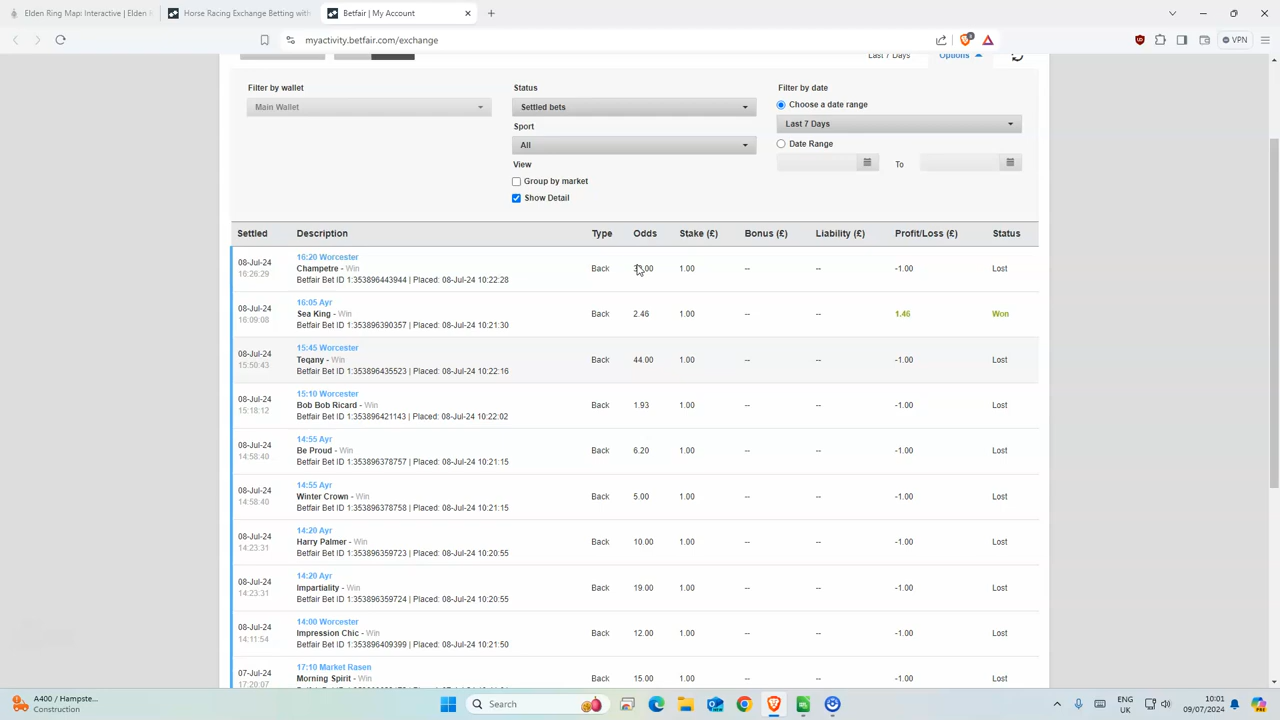 Elden Ring Map: Interactive | Elden R
Horse Racing Exchange Betting with
Betfair | My Account
myactivity.betfair.com/exchange
VPN
Last 7 Days
Options
Filter by wallet
Main Wallet
Status
Settled bets
Sport
All
View
Group by market
Show Detail
Filter by date
Choose a date range
Last 7 Days
Date Range
To
Settled Description Type Odds Stake (£) Bonus (£) Liability (£) Profit/Loss (£) Status
16:20 Worcester
08-Jul-24 Champetre - Win Back 1.00 -- -- -1.00 Lost
16:26:29 Betfair Bet ID 1:353896443944 | Placed: 08-Jul-24 10:22:28
16:05 Ayr
08-Jul-24 Sea King - Win Back 2.46 1.00 -- -- 1.46 Won
16:09:08 Betfair Bet ID 1:353896390357 | Placed: 08-Jul-24 10:21:30
15:45 Worcester
08-Jul-24 Teqany - Win Back 44.00 1.00 -- -- -1.00 Lost
15:50:43 Betfair Bet ID 1:353896435523 | Placed: 08-Jul-24 10:22:16
15:10 Worcester
08-Jul-24 Bob Bob Ricard - Win Back 1.93 1.00 -- -- -1.00 Lost
15:18:12 Betfair Bet ID 1:353896421143 | Placed: 08-Jul-24 10:22:02
14:55 Ayr
08-Jul-24 Be Proud - Win Back 6.20 1.00 -- -- -1.00 Lost
14:58:40 Betfair Bet ID 1:353896378757 | Placed: 08-Jul-24 10:21:15
14:55 Ayr
08-Jul-24 Winter Crown - Win Back 5.00 1.00 -- -- -1.00 Lost
14:58:40 Betfair Bet ID 1:353896378758 | Placed: 08-Jul-24 10:21:15
14:20 Ayr
08-Jul-24 Harry Palmer - Win Back 10.00 1.00 -- -- -1.00 Lost
14:23:31 Betfair Bet ID 1:353896359723 | Placed: 08-Jul-24 10:20:55
14:20 Ayr
08-Jul-24 Impartiality - Win Back 19.00 1.00 -- -- -1.00 Lost
14:23:31 Betfair Bet ID 1:353896359724 | Placed: 08-Jul-24 10:20:55
14:00 Worcester
08-Jul-24 Impression Chic - Win Back 12.00 1.00 -- -- -1.00 Lost
14:11:54 Betfair Bet ID 1:353896409399 | Placed: 08-Jul-24 10:21:50
17:10 Market Rasen
07-Jul-24 Morning Spirit - Win Back 15.00 1.00 -- -- -1.00 Lost
17:20:07
A400 / Hampste...
Construction
Search
ENG
UK
10:01
09/07/2024